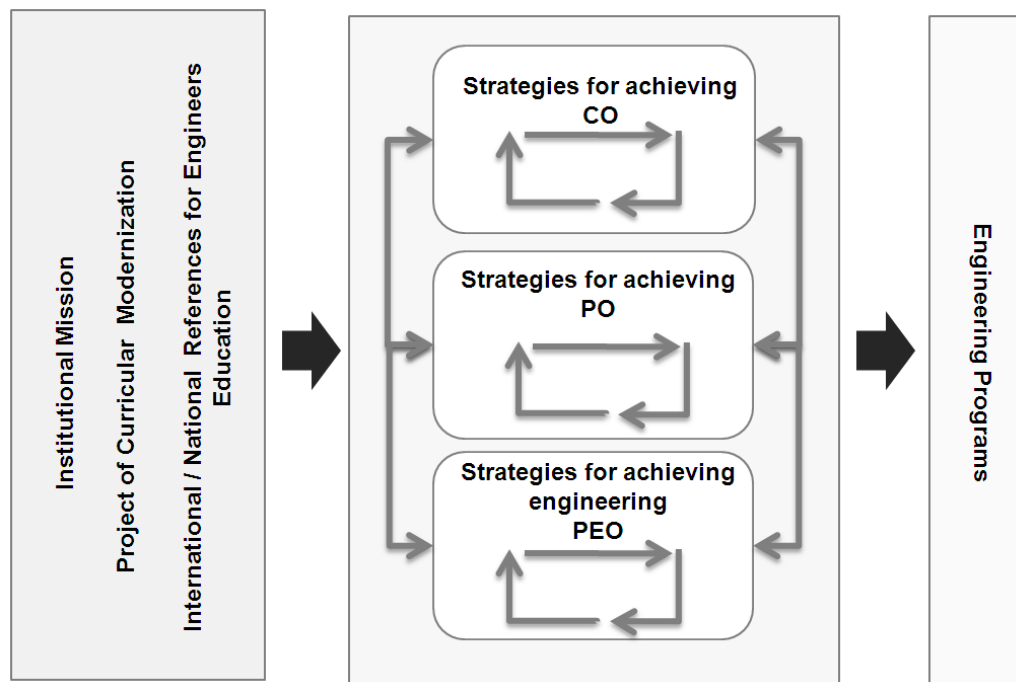 Institutional Mission
Project of Curricular Modernization
International / National References for Engineers
Education
Strategies for achieving
CO
Strategies for achieving
PO
Strategies for achieving
engineering
PEO
Engineering Programs